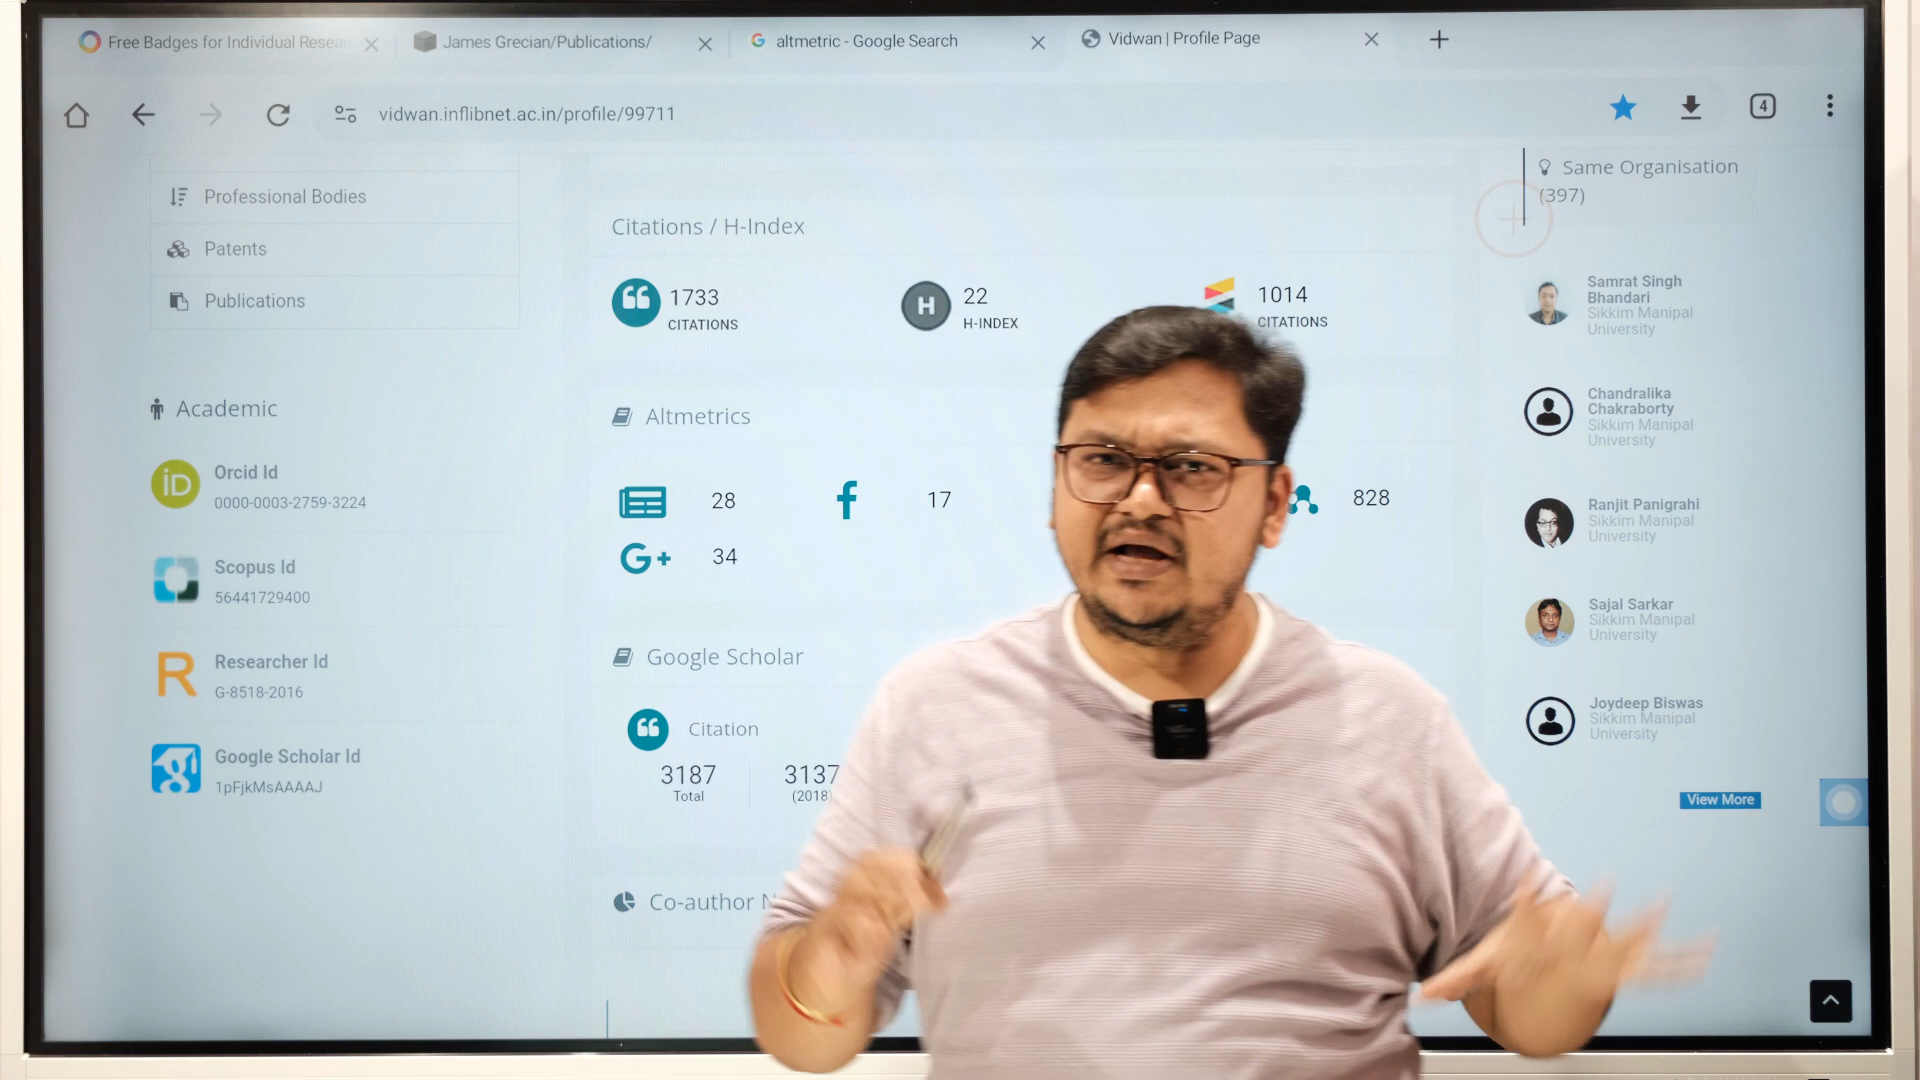 Free Badges for Individual Resea
James Grecian/Publications/
altmetric - Google Search
Vidwan | Profile Page
vidwan.inflibnet.ac.in/profile/99711
4
Professional Bodies
Patents
Publications
Academic
iD
Orcid Id
0000-0003-2759-3224
Scopus Id
56441729400
R
Researcher Id
G-8518-2016
Google Scholar Id
1pFjkMsAAAAJ
Citations / H-Index
1733
CITATIONS
H
22
H-INDEX
1014
CITATIONS
Altmetrics
28
17
828
G+
34
Google Scholar
Citation
3187
Total
3137
(2018)
Co-author N
Same Organisation
(397)
Samrat Singh
Bhandari
Sikkim Manipal
University
Chandralika
Chakraborty
Sikkim Manipal
University
Ranjit Panigrahi
Sikkim Manipal
University
Sajal Sarkar
Sikkim Manipal
University
Joydeep Biswas
Sikkim Manipal
University
View More